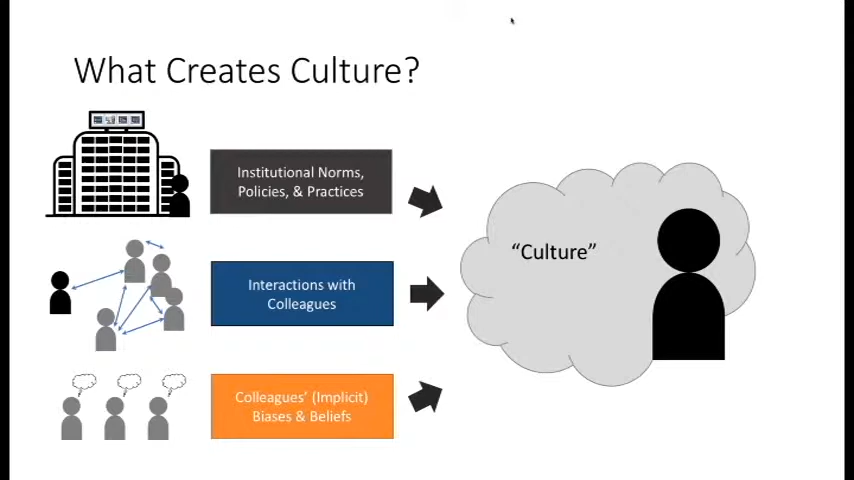 What Creates Culture?
Institutional Norms,
Policies, & Practices
Interactions with
Colleagues
Colleagues’ (Implicit)
Biases & Beliefs
“Culture”